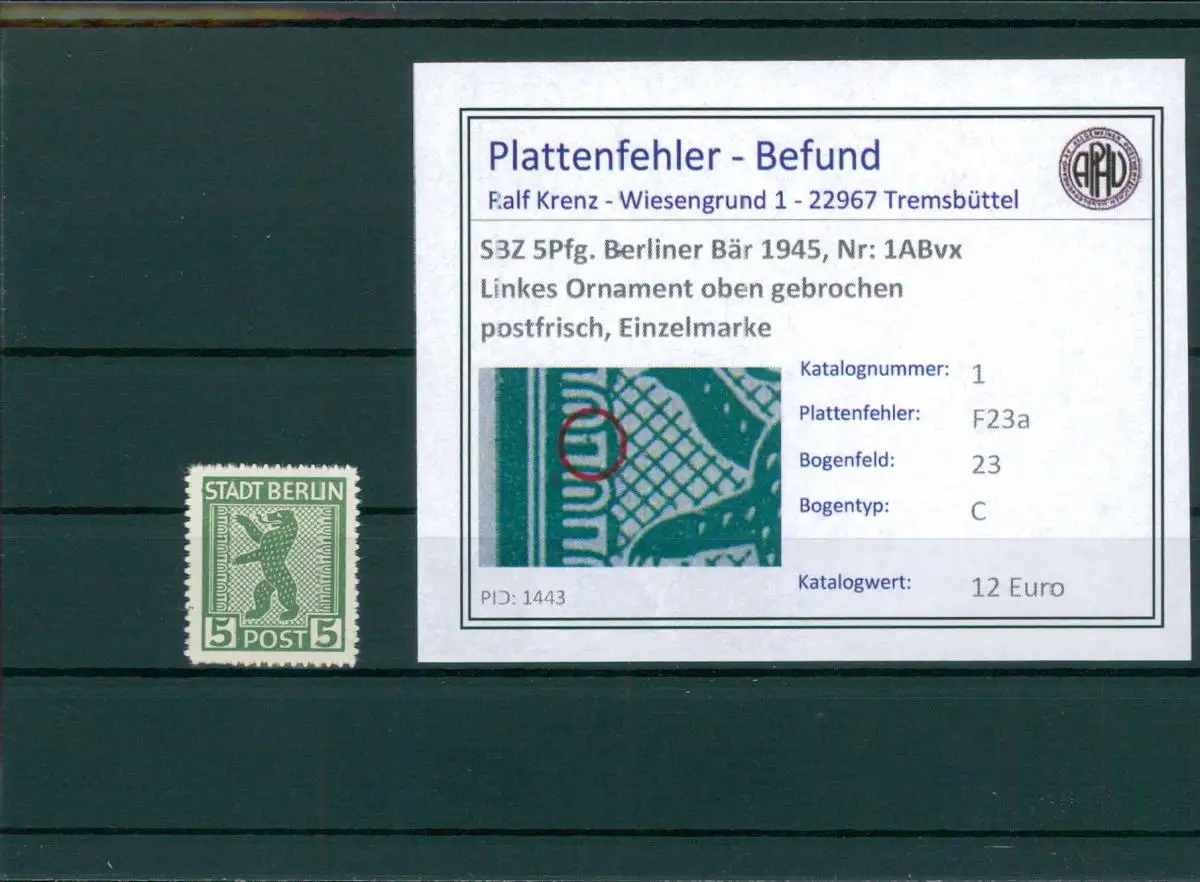 Plattenfehler - Befund
Ralf Krenz - Wiesengrund 1 - 22967 Tremsbüttel
APHV
SBZ 5Pfg. Berliner Bär 1945, Nr: 1ABvx
Linkes Ornament oben gebrochen
postfrisch, Einzelmarke
Katalognummer: 1
Plattenfehler: F23a
Bogenfeld: 23
Bogentyp: C
Katalogwert: 12 Euro
PID: 1443
STADT BERLIN
5 POST 5